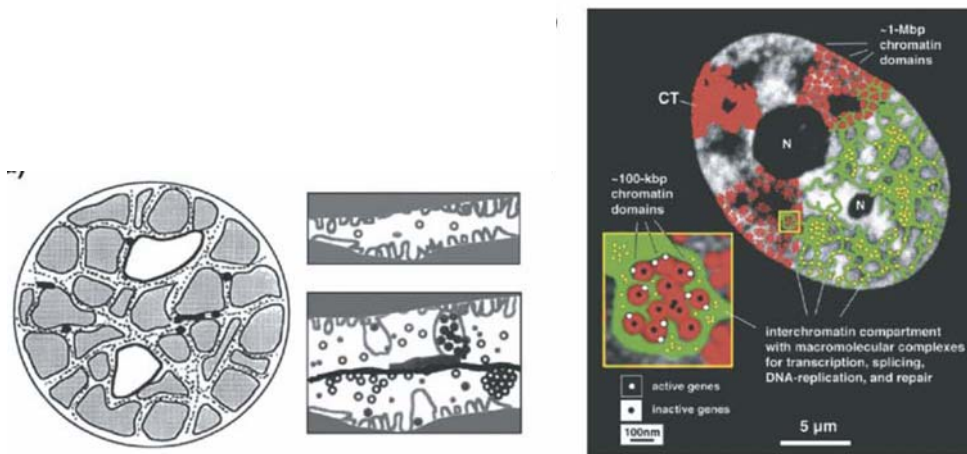 ~1-Mbp
chromatin
domains
CT
N
N
~100-kbp
chromatin
domains
interchromatin compartment
with macromolecular complexes
for transcription, splicing,
DNA-replication, and repair
active genes
inactive genes
100nm
5 µm